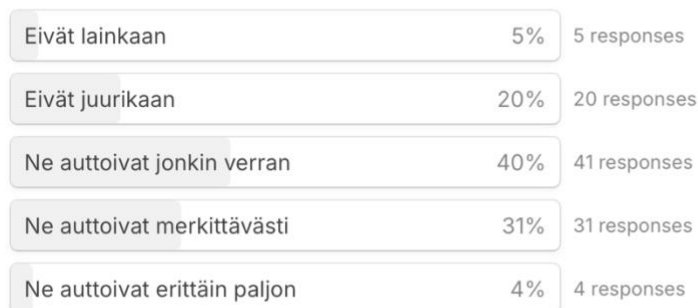 Eivät lainkaan 5% 5 responses
Eivät juurikaan 20% 20 responses
Ne auttoivat jonkin verran 40% 41 responses
Ne auttoivat merkittävästi 31% 31 responses
Ne auttoivat erittäin paljon 4% 4 responses